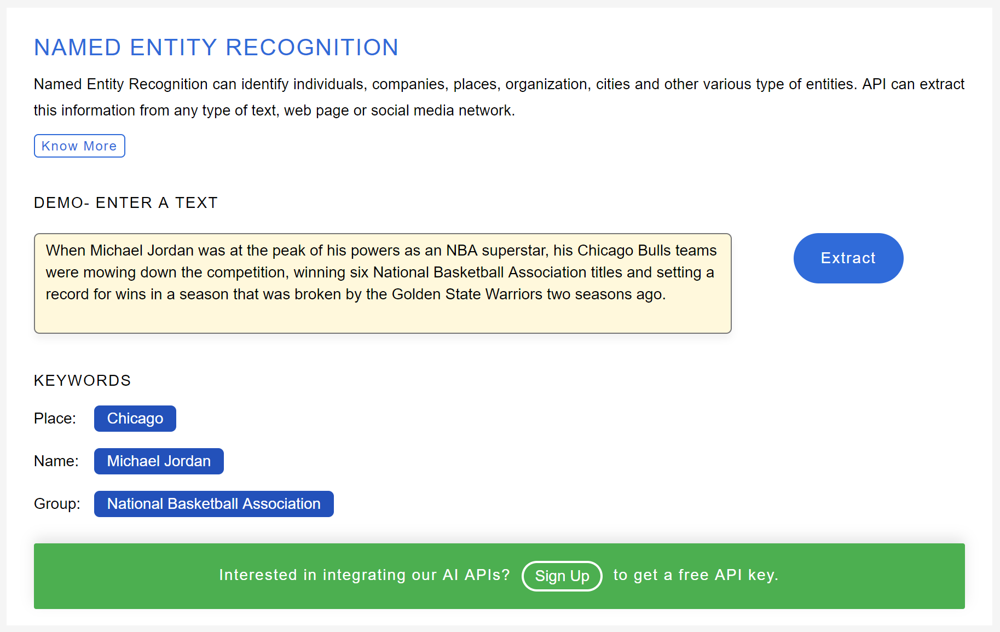 NAMED ENTITY RECOGNITION
Named Entity Recognition can identify individuals, companies, places, organization, cities and other various type of entities. API can extract
this information from any type of text, web page or social media network.
Know More
DEMO- ENTER A TEXT
When Michael Jordan was at the peak of his powers as an NBA superstar, his Chicago Bulls teams
were mowing down the competition, winning six National Basketball Association titles and setting a
record for wins in a season that was broken by the Golden State Warriors two seasons ago.
Extract
KEYWORDS
Place: Chicago
Name: Michael Jordan
Group: National Basketball Association
Interested in integrating our AI APIs? Sign Up to get a free API key.